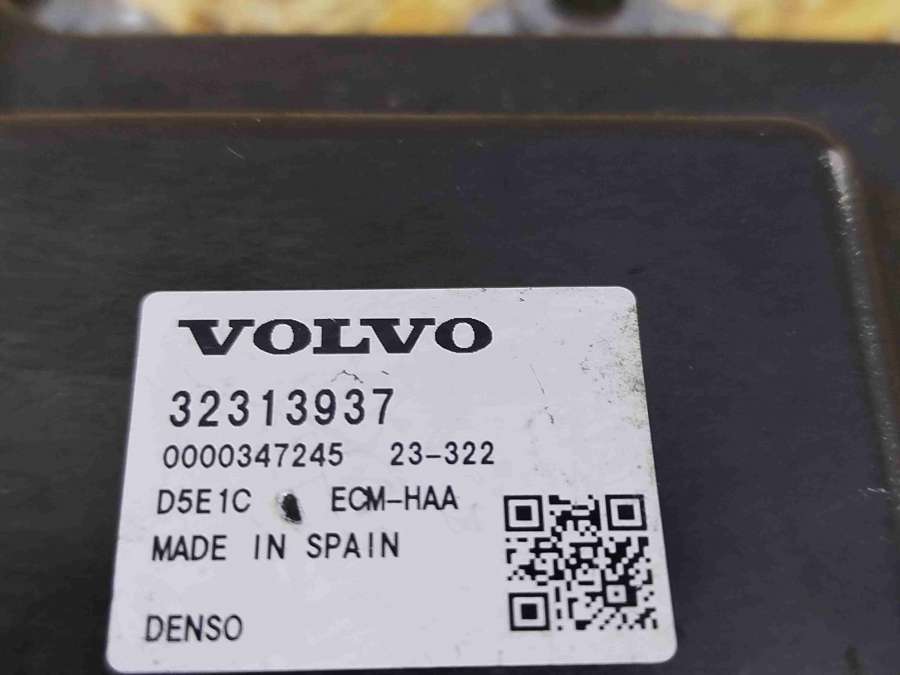 VOLVO
32313937
0000347245 23-322
D5E1C ECM-HAA
MADE IN SPAIN
DENSO